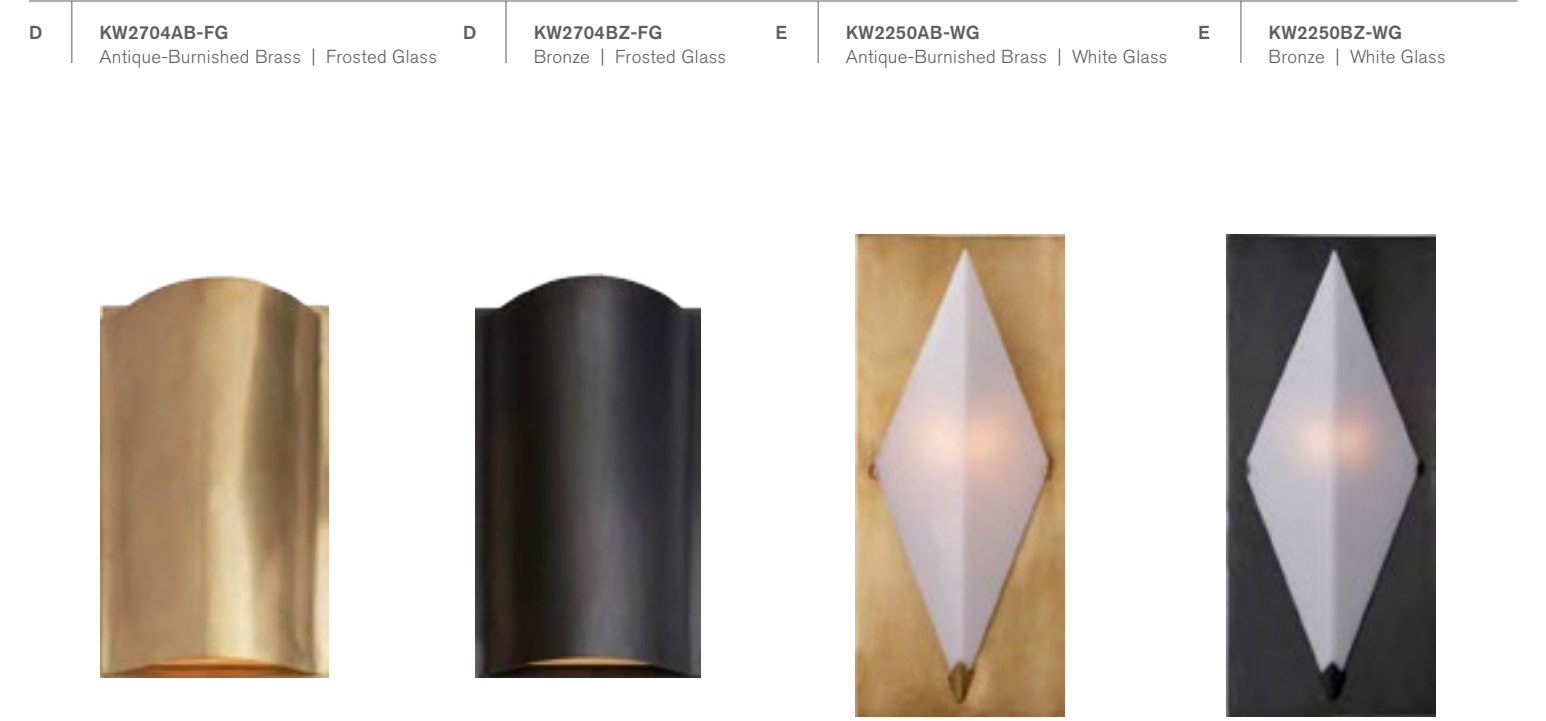 D KW2704AB-FG
Antique-Burnished Brass | Frosted Glass
D KW2704BZ-FG
Bronze | Frosted Glass
E KW2250AB-WG
Antique-Burnished Brass | White Glass
E KW2250BZ-WG
Bronze | White Glass